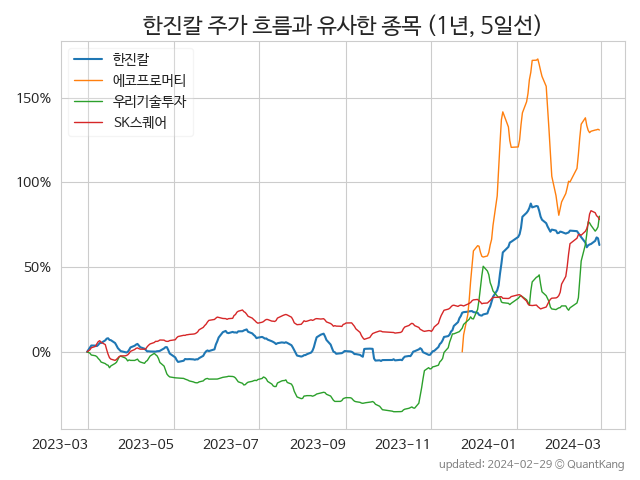 한진칼 주가 흐름과 유사한 종목 (1년, 5일선)
한진칼
에코프로머티
우리기술투자
SK스퀘어
150%
100%
50%
0%
2023-03 2023-05 2023-07 2023-09 2023-11 2024-01 2024-03
updated: 2024-02-29 © QuantKang